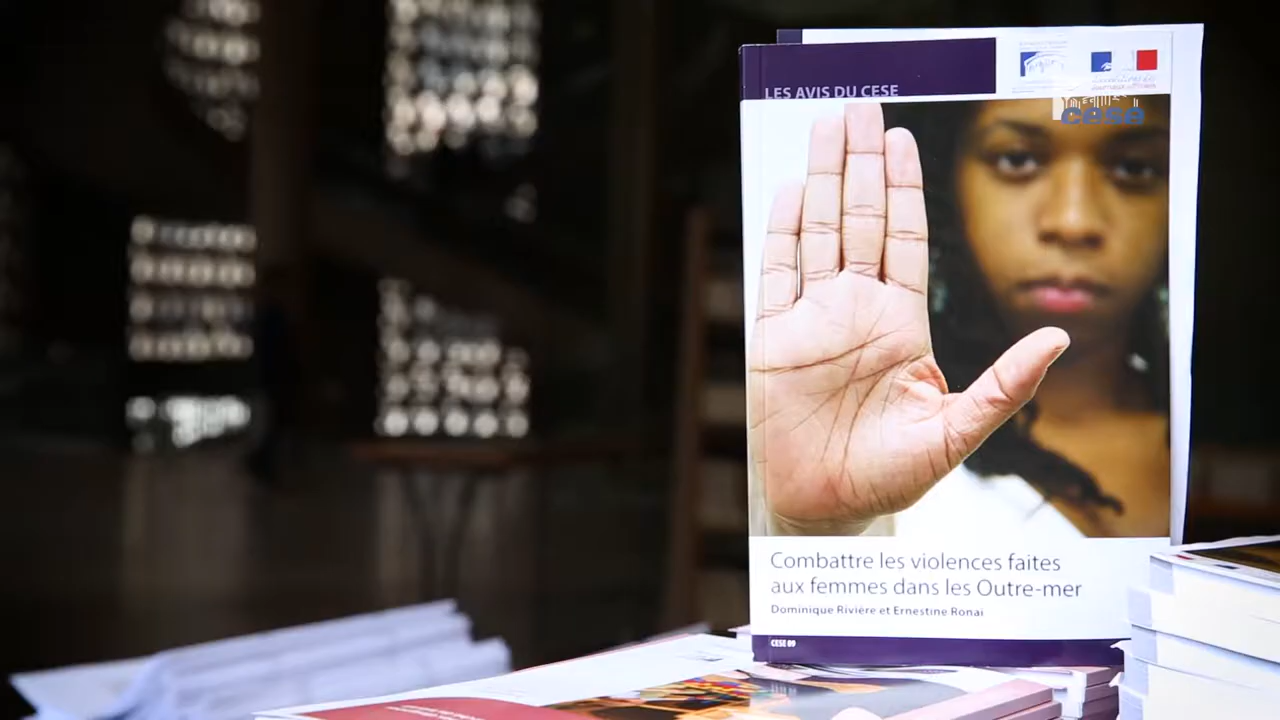 LES AVIS DU CESE
cese
Combattre les violences faites
aux femmes dans les Outre-mer
Dominique Rivière et Ernestine Ronai
CESE 09